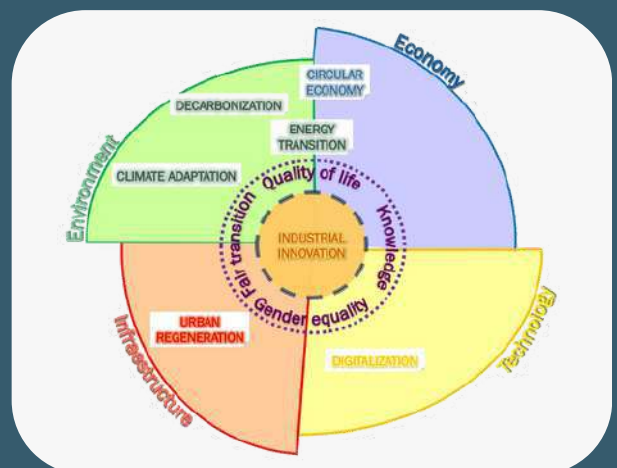 Economy
CIRCULAR
ECONOMY
DECARBONIZATION
ENERGY
TRANSITION
Environment
CLIMATE ADAPTATION
Quality of life
Fair transition
Knowledge
INDUSTRIAL
INNOVATION
Gender equality
URBAN
REGENERATION
Infraestructure
DIGITALIZATION
Technology